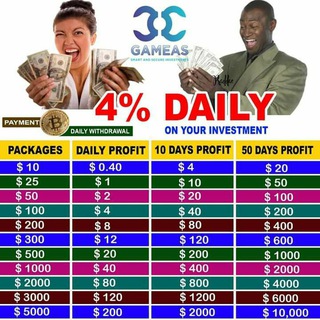 GAMEAS
SMART AND SECURE INVESTMENT
4% DAILY
PAYMENT
DAILY WITHDRAWAL
ON YOUR INVESTMENT
PACKAGES DAILY PROFIT 10 DAYS PROFIT 50 DAYS PROFIT
$ 10 $ 0.40 $ 4 $ 20
$ 25 $ 1 $ 10 $ 50
$ 50 $ 2 $ 20 $ 100
$ 100 $ 4 $ 40 $ 200
$ 200 $ 8 $ 80 $ 400
$ 300 $ 12 $ 120 $ 600
$ 500 $ 20 $ 200 $ 1000
$ 1000 $ 40 $ 400 $ 2000
$ 2000 $ 80 $ 800 $ 4000
$ 3000 $ 120 $ 1200 $ 6000
$ 5000 $ 200 $ 2000 $ 10,000